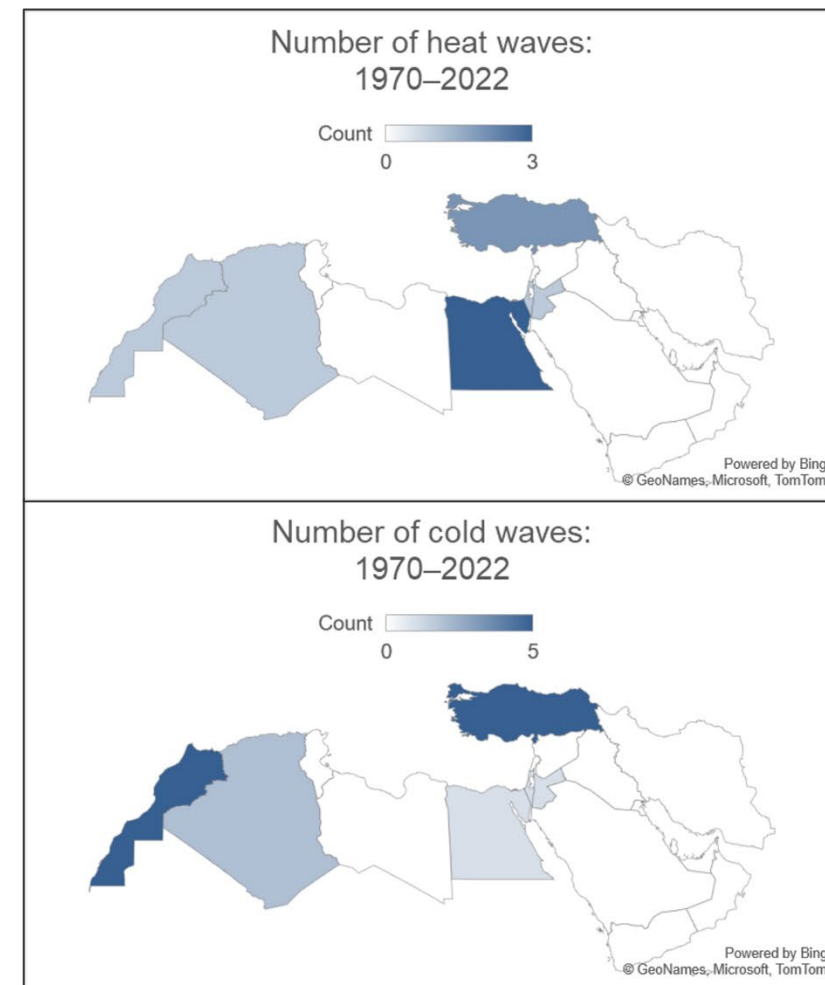 Number of heat waves:
1970–2022
Count
0 3
Powered by Bing
© GeoNames, Microsoft, TomTom
Number of cold waves:
1970–2022
Count
0 5
Powered by Bing
© GeoNames, Microsoft, TomTom